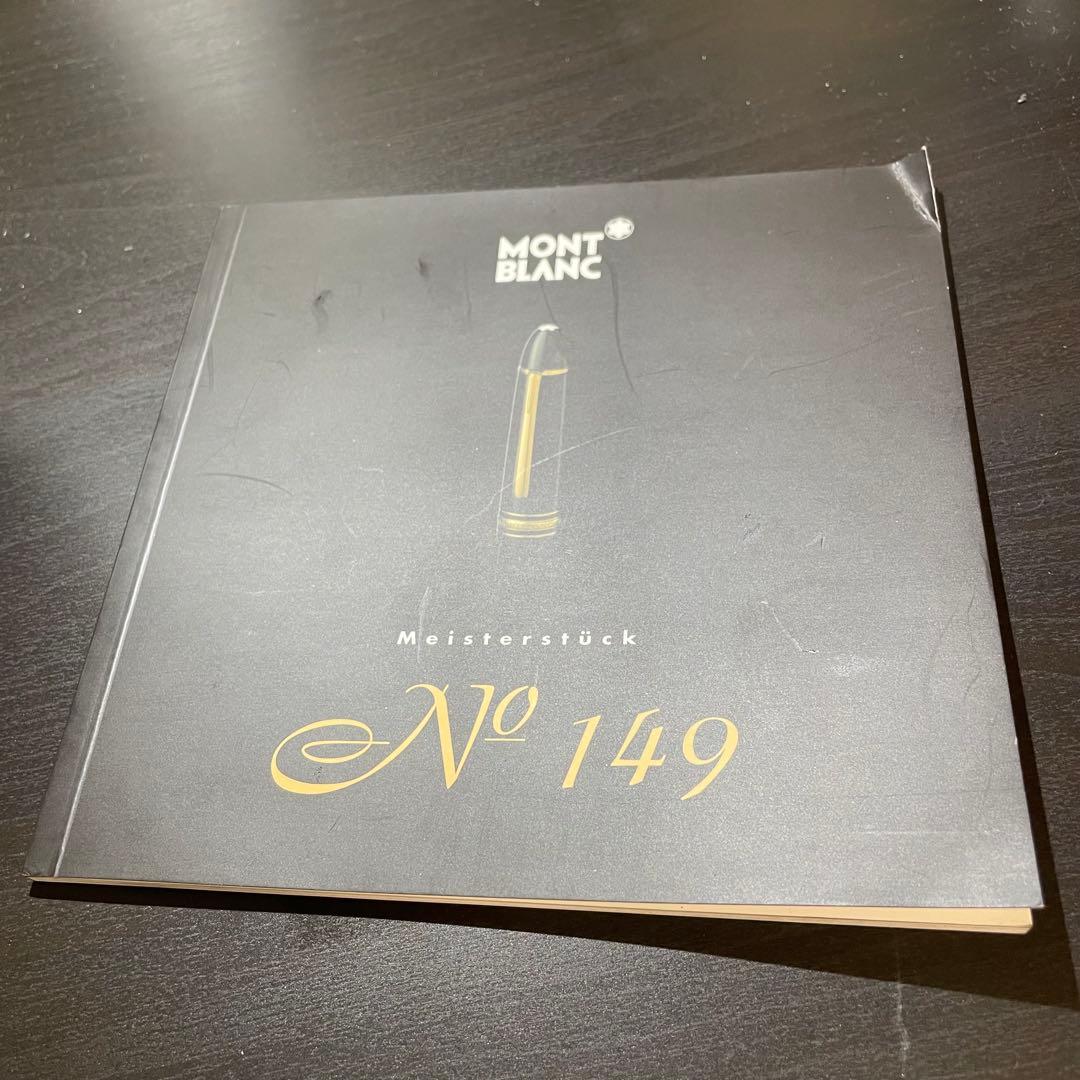 MONT
BLANC
Meisterstück
Nº 149